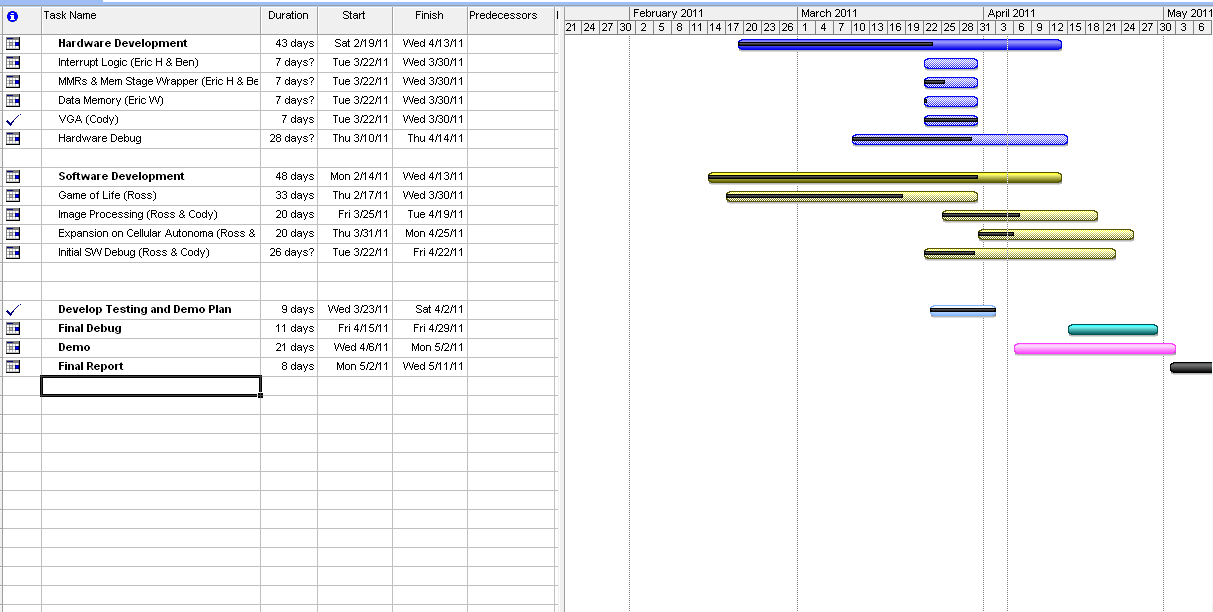 Task Name Duration Start Finish Predecessors
February 2011 March 2011 April 2011 May 2011
21 24 27 30 2 5 8 11 14 17 20 23 26 1 4 7 10 13 16 19 22 25 28 31 3 6 9 12 15 18 21 24 27 30 3 6
Hardware Development 43 days Sat 2/19/11 Wed 4/13/11
Interrupt Logic (Eric H & Ben) 7 days? Tue 3/22/11 Wed 3/30/11
MMRs & Mem Stage Wrapper (Eric H & Be 7 days? Tue 3/22/11 Wed 3/30/11
Data Memory (Eric W) 7 days? Tue 3/22/11 Wed 3/30/11
VGA (Cody) 7 days Tue 3/22/11 Wed 3/30/11
Hardware Debug 28 days? Thu 3/10/11 Thu 4/14/11
Software Development 48 days Mon 2/14/11 Wed 4/13/11
Game of Life (Ross) 33 days Thu 2/17/11 Wed 3/30/11
Image Processing (Ross & Cody) 20 days Fri 3/25/11 Tue 4/19/11
Expansion on Cellular Autonoma (Ross & 20 days Thu 3/31/11 Mon 4/25/11
Initial SW Debug (Ross & Cody) 26 days? Tue 3/22/11 Fri 4/22/11
Develop Testing and Demo Plan 9 days Wed 3/23/11 Sat 4/2/11
Final Debug 11 days Fri 4/15/11 Fri 4/29/11
Demo 21 days Wed 4/6/11 Mon 5/2/11
Final Report 8 days Mon 5/2/11 Wed 5/11/11